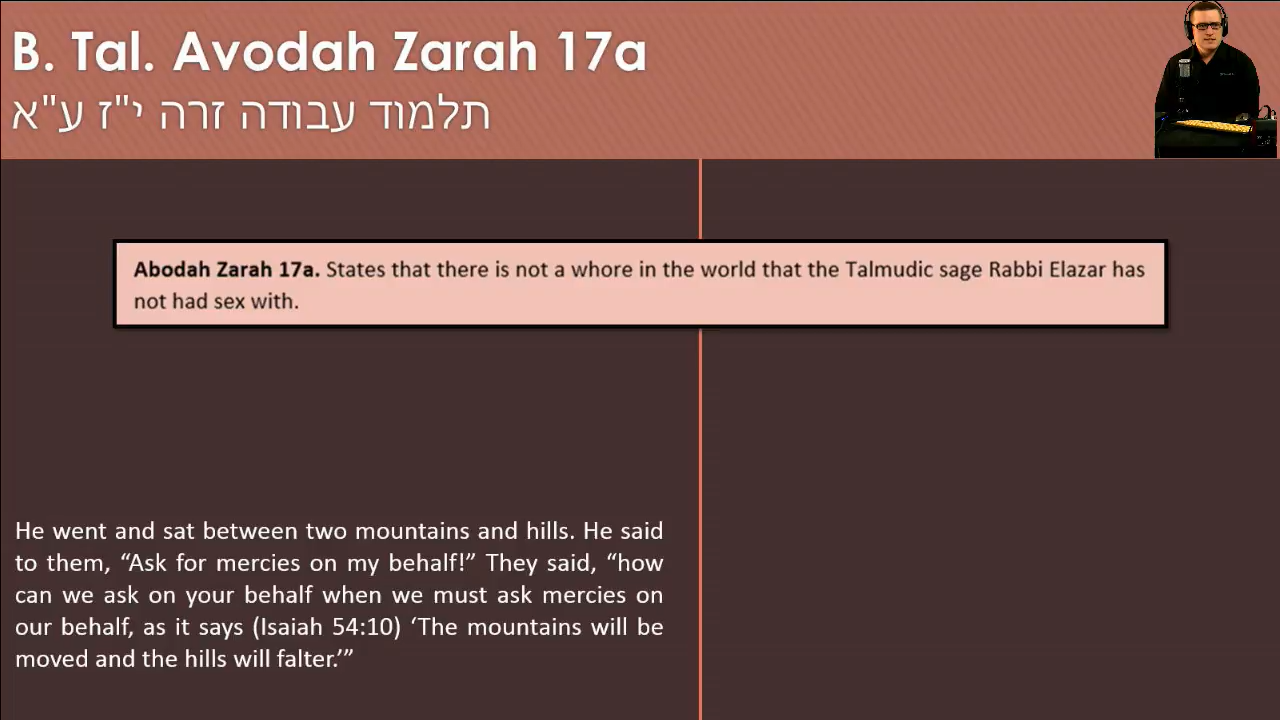 B. Tal. Avodah Zarah 17a
תלמוד עבודה זרה י"ז ע"א
Abodah Zarah 17a. States that there is not a whore in the world that the Talmudic sage Rabbi Elazar has
not had sex with.
He went and sat between two mountains and hills. He said
to them, “Ask for mercies on my behalf!” They said, “how
can we ask on your behalf when we must ask mercies on
our behalf, as it says (Isaiah 54:10) ‘The mountains will be
moved and the hills will falter.’”